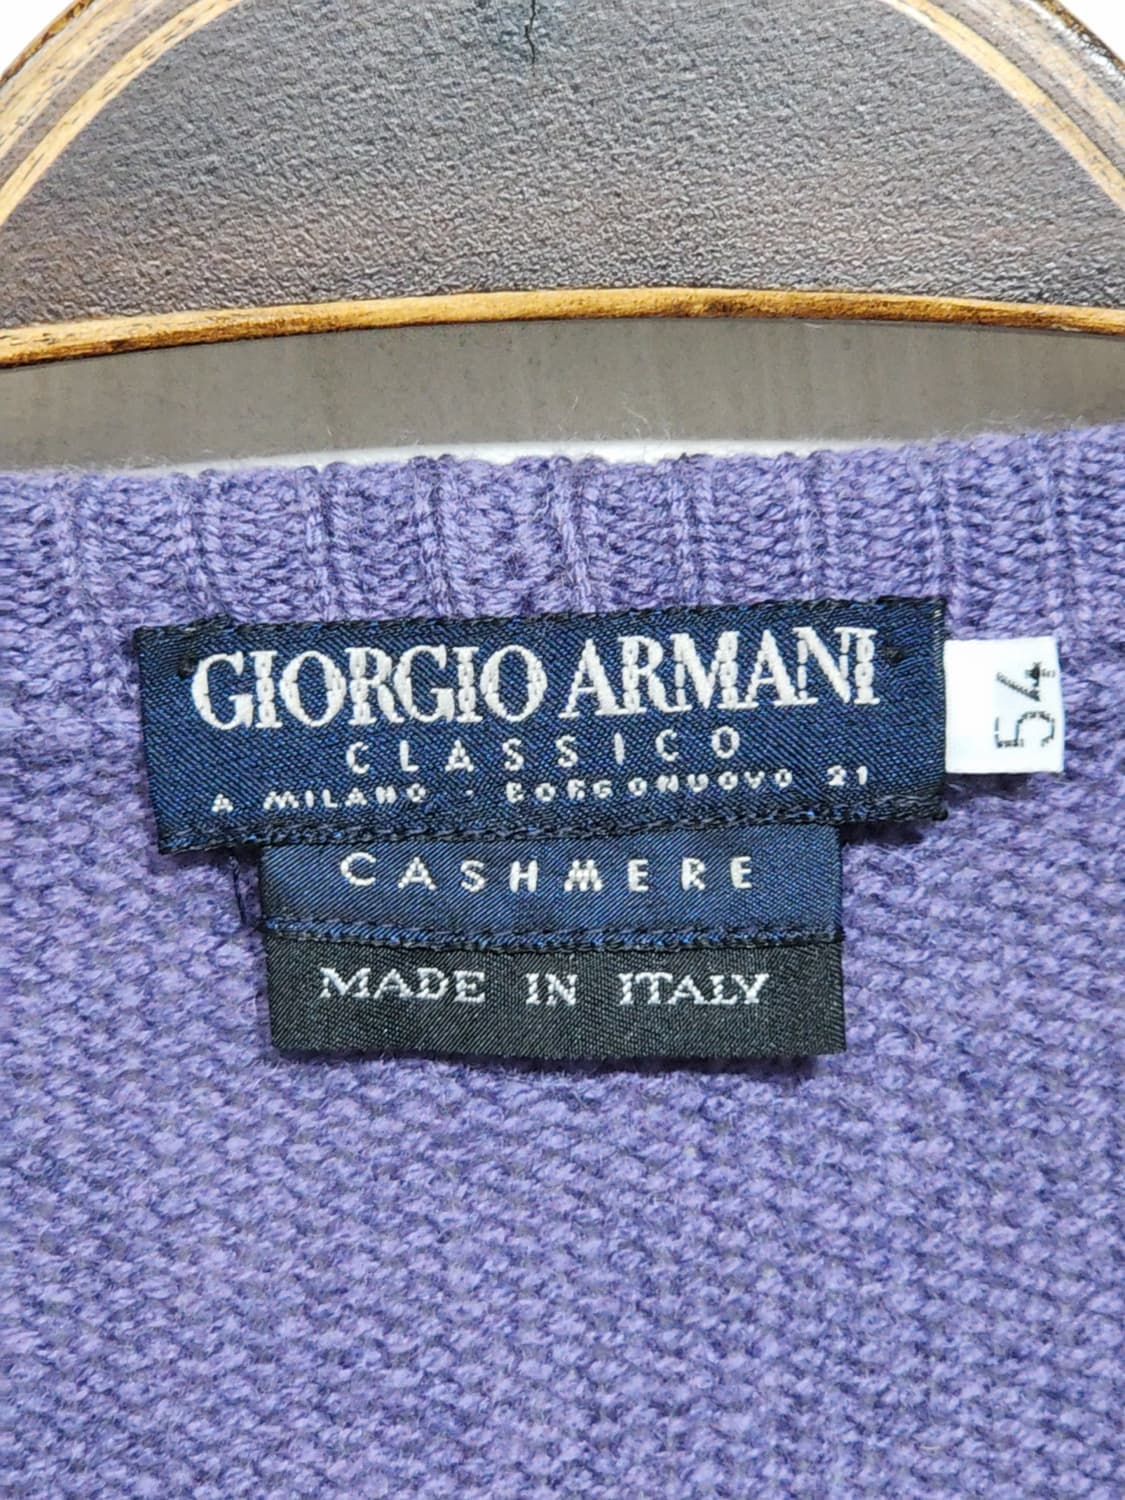 GIORGIO ARMANI
CLASSICO
A MILANO · BORGONUOVO 21
CASHMERE
MADE IN ITALY
54